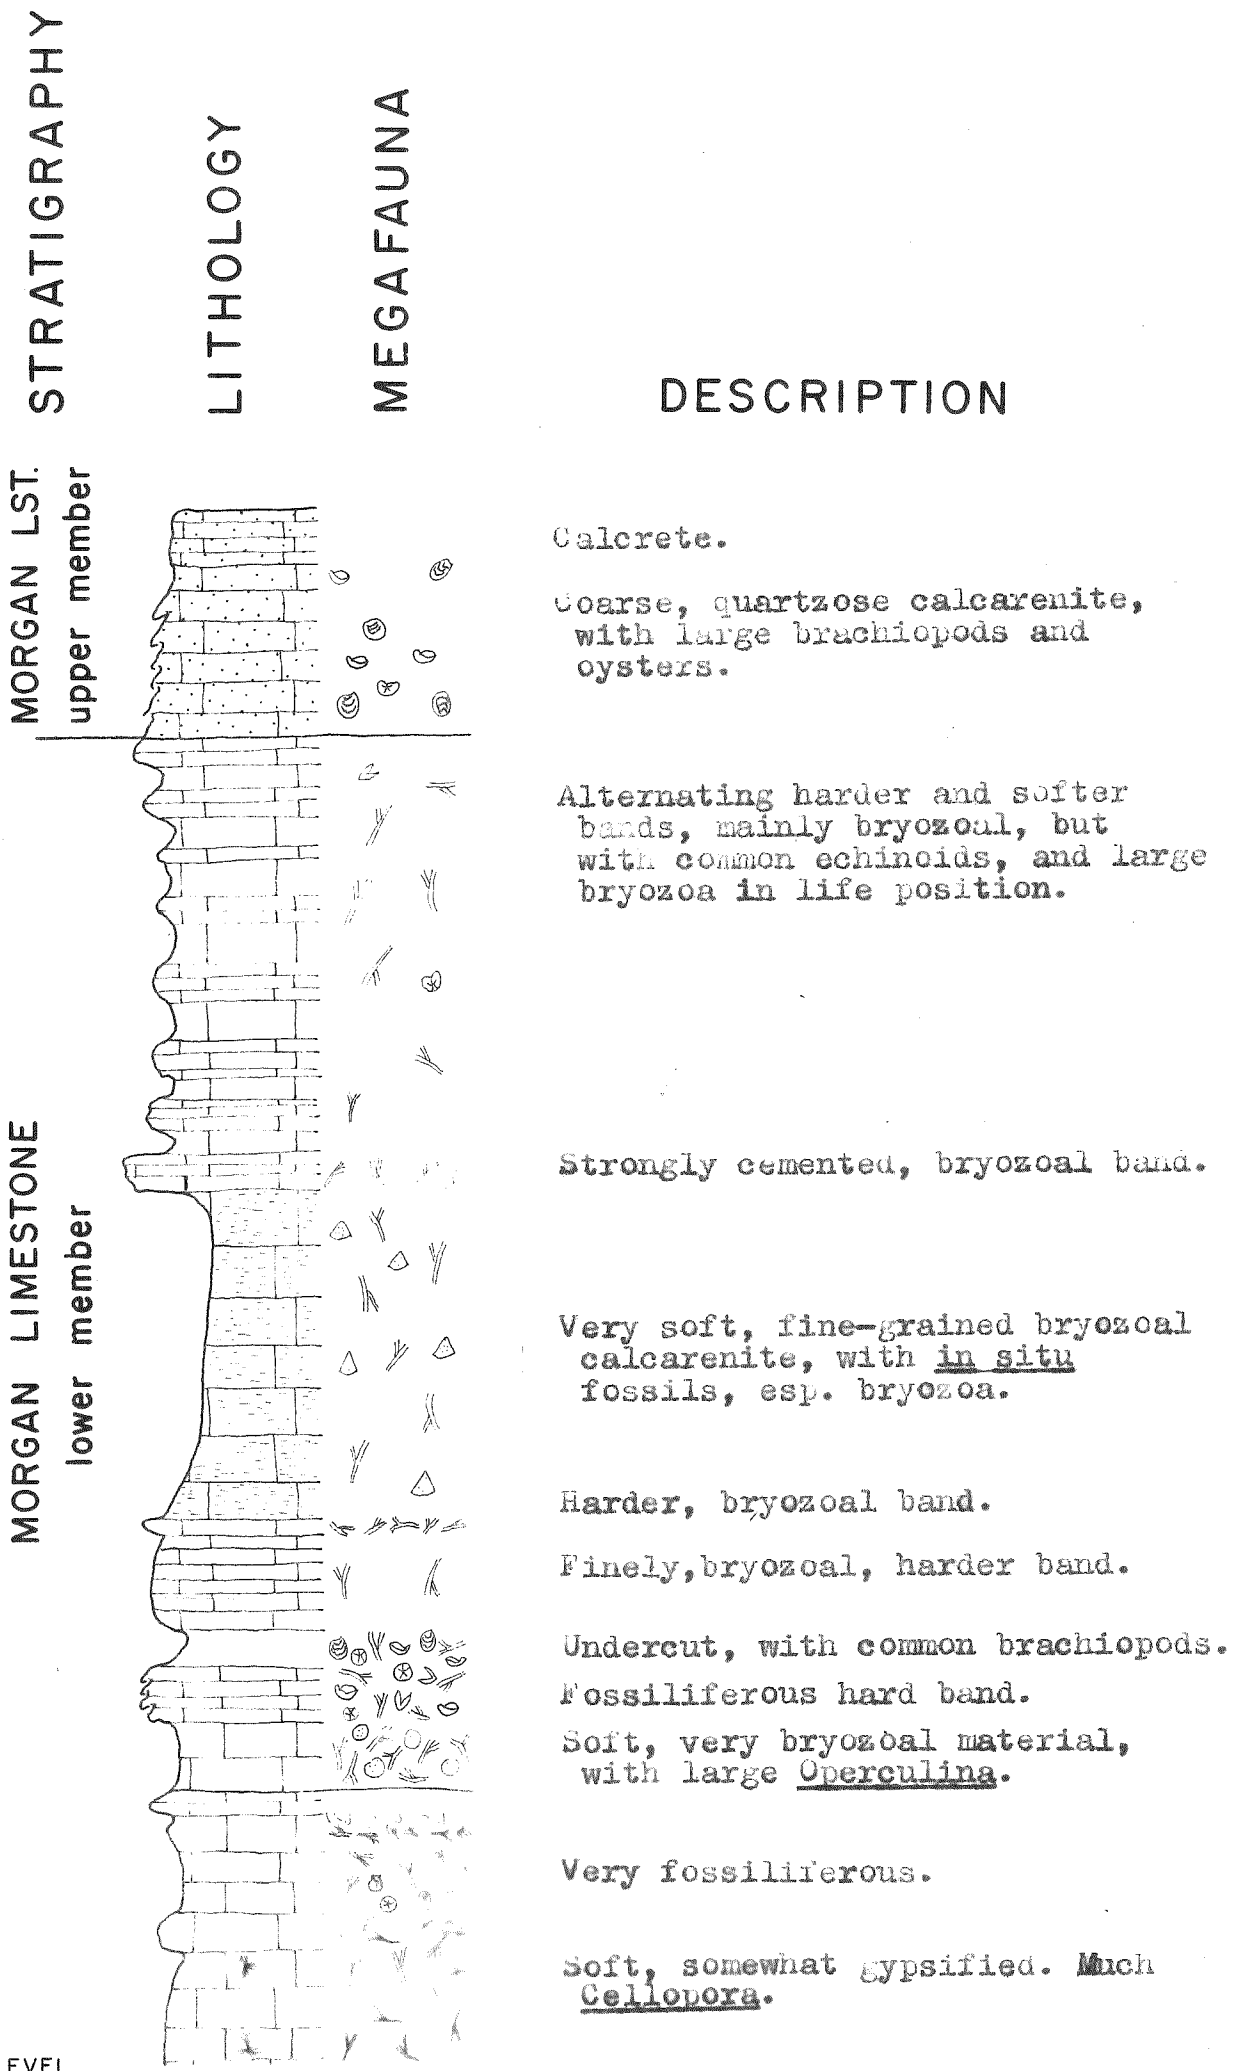 STRATIGRAPHY
LITHOLOGY
MEGAFAUNA
DESCRIPTION
MORGAN LST.
upper member
Calcrete.
Coarse, quartzose calcarenite,
with large brachiopods and
oysters.
Alternating harder and softer
bands, mainly bryozoal, but
with common echinoids, and large
bryozoa in life position.
MORGAN LIMESTONE
lower member
Strongly cemented, bryozoal band.
Very soft, fine-grained bryozoal
calcarenite, with in situ
fossils, esp. bryozoa.
Harder, bryozoal band.
Finely,bryozoal, harder band.
Undercut, with common brachiopods.
Fossiliferous hard band.
Soft, very bryozoal material,
with large Operculina.
Very fossiliferous.
Soft, somewhat gypsified. Much
Cellopora.